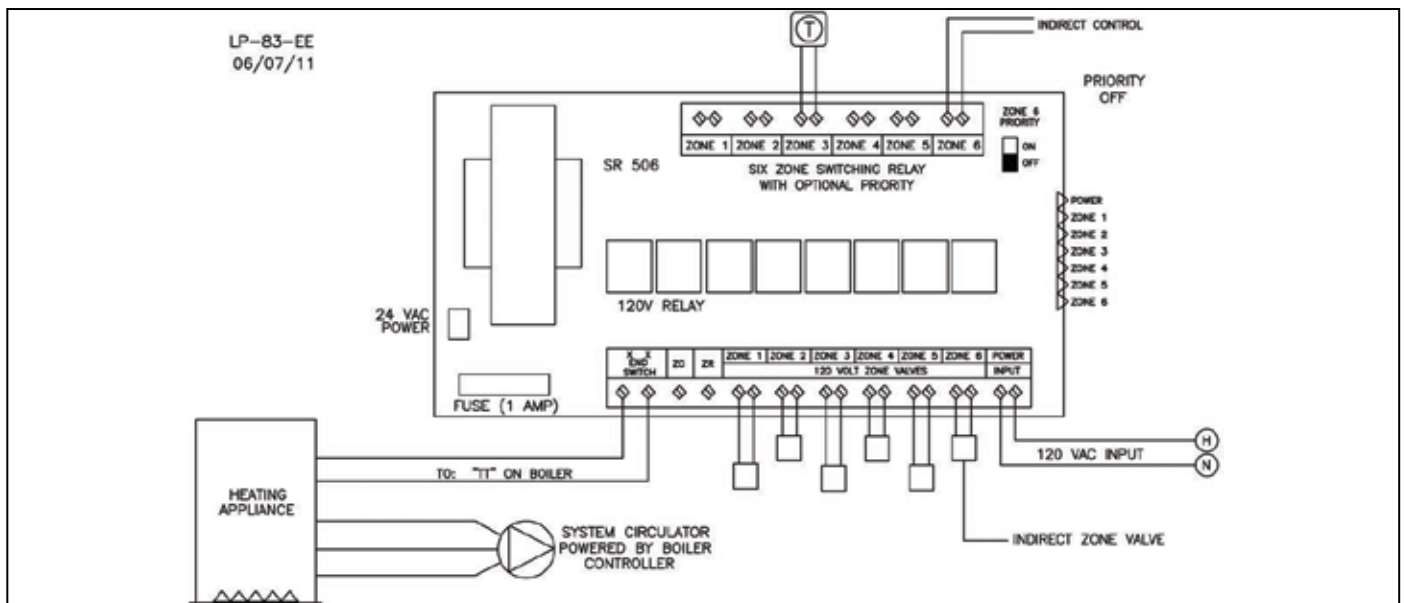 LP-83-EE
06/07/11
T
INDIRECT CONTROL
PRIORITY
OFF
ZONE 6
PRIORITY
ON
OFF
ZONE 1 ZONE 2 ZONE 3 ZONE 4 ZONE 5 ZONE 6
SR 506
SIX ZONE SWITCHING RELAY
WITH OPTIONAL PRIORITY
POWER
ZONE 1
ZONE 2
ZONE 3
ZONE 4
ZONE 5
ZONE 6
120V RELAY
24 VAC
POWER
X X
END
SWITCH
ZC ZR
ZONE 1 ZONE 2 ZONE 3 ZONE 4 ZONE 5 ZONE 6
120 VOLT ZONE VALVES
POWER
INPUT
FUSE (1 AMP)
H
120 VAC INPUT
N
TO: "TT" ON BOILER
HEATING
APPLIANCE
SYSTEM CIRCULATOR
POWERED BY BOILER
CONTROLLER
INDIRECT ZONE VALVE